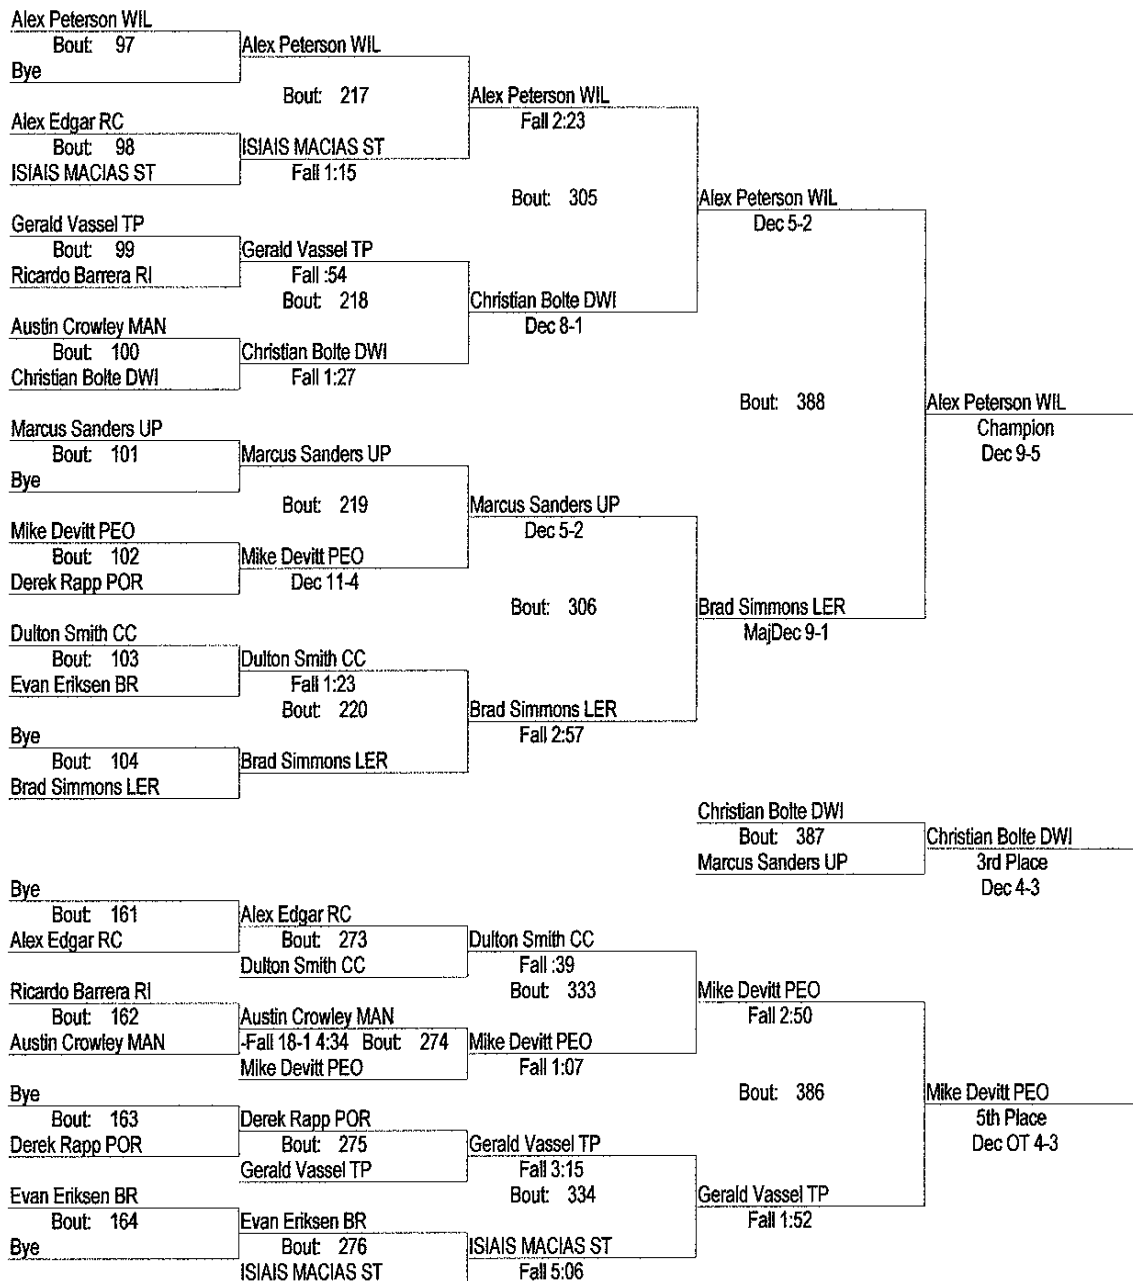 Alex Peterson WIL
Bout: 97
Bye
Alex Peterson WIL
Bout: 217
Alex Edgar RC
Bout: 98
ISIAIS MACIAS ST
ISIAIS MACIAS ST
Fall 1:15
Alex Peterson WIL
Fall 2:23
Bout: 305
Gerald Vassel TP
Bout: 99
Ricardo Barrera RI
Gerald Vassel TP
Fall :54
Bout: 218
Austin Crowley MAN
Bout: 100
Christian Bolte DWI
Christian Bolte DWI
Fall 1:27
Christian Bolte DWI
Dec 8-1
Alex Peterson WIL
Dec 5-2
Bout: 388
Alex Peterson WIL
Champion
Dec 9-5
Marcus Sanders UP
Bout: 101
Bye
Marcus Sanders UP
Bout: 219
Mike Devitt PEO
Bout: 102
Derek Rapp POR
Mike Devitt PEO
Dec 11-4
Marcus Sanders UP
Dec 5-2
Bout: 306
Dulton Smith CC
Bout: 103
Evan Eriksen BR
Dulton Smith CC
Fall 1:23
Bout: 220
Bye
Bout: 104
Brad Simmons LER
Brad Simmons LER
Brad Simmons LER
Fall 2:57
Brad Simmons LER
MajDec 9-1
Christian Bolte DWI
Bout: 387
Marcus Sanders UP
Christian Bolte DWI
3rd Place
Dec 4-3
Bye
Bout: 161
Alex Edgar RC
Alex Edgar RC
Bout: 273
Dulton Smith CC
Dulton Smith CC
Fall :39
Bout: 333
Ricardo Barrera RI
Bout: 162
Austin Crowley MAN
Austin Crowley MAN
-Fall 18-1 4:34 Bout: 274
Mike Devitt PEO
Mike Devitt PEO
Fall 1:07
Mike Devitt PEO
Fall 2:50
Bout: 386
Mike Devitt PEO
5th Place
Dec OT 4-3
Bye
Bout: 163
Derek Rapp POR
Derek Rapp POR
Bout: 275
Gerald Vassel TP
Gerald Vassel TP
Fall 3:15
Bout: 334
Evan Eriksen BR
Bout: 164
Bye
Evan Eriksen BR
Bout: 276
ISIAIS MACIAS ST
ISIAIS MACIAS ST
Fall 5:06
Gerald Vassel TP
Fall 1:52